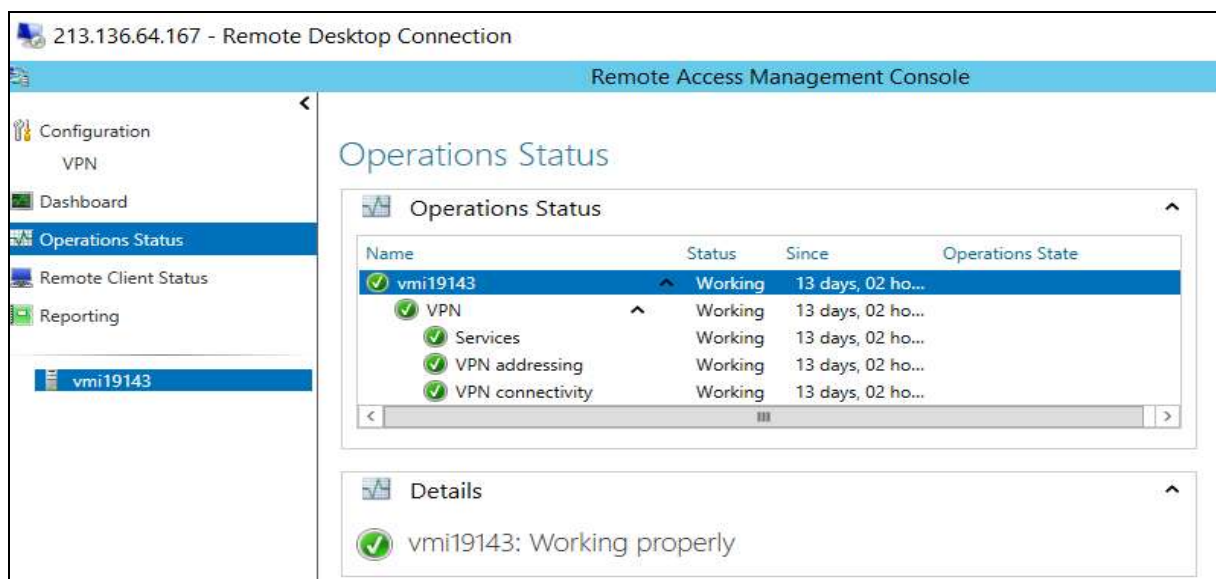 213.136.64.167 - Remote Desktop Connection
Remote Access Management Console
Configuration
VPN
Dashboard
Operations Status
Remote Client Status
Reporting
vmi19143
Operations Status
Operations Status
Name Status Since Operations State
vmi19143 Working 13 days, 02 ho...
VPN Working 13 days, 02 ho...
Services Working 13 days, 02 ho...
VPN addressing Working 13 days, 02 ho...
VPN connectivity Working 13 days, 02 ho...
Details
vmi19143: Working properly